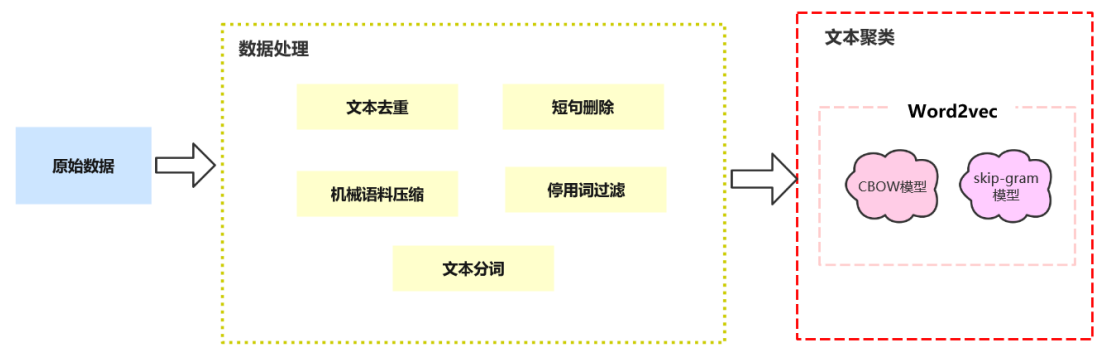 原始数据
数据处理
文本去重
短句删除
机械语料压缩
停用词过滤
文本分词
文本聚类
Word2vec
CBOW模型
skip-gram
模型